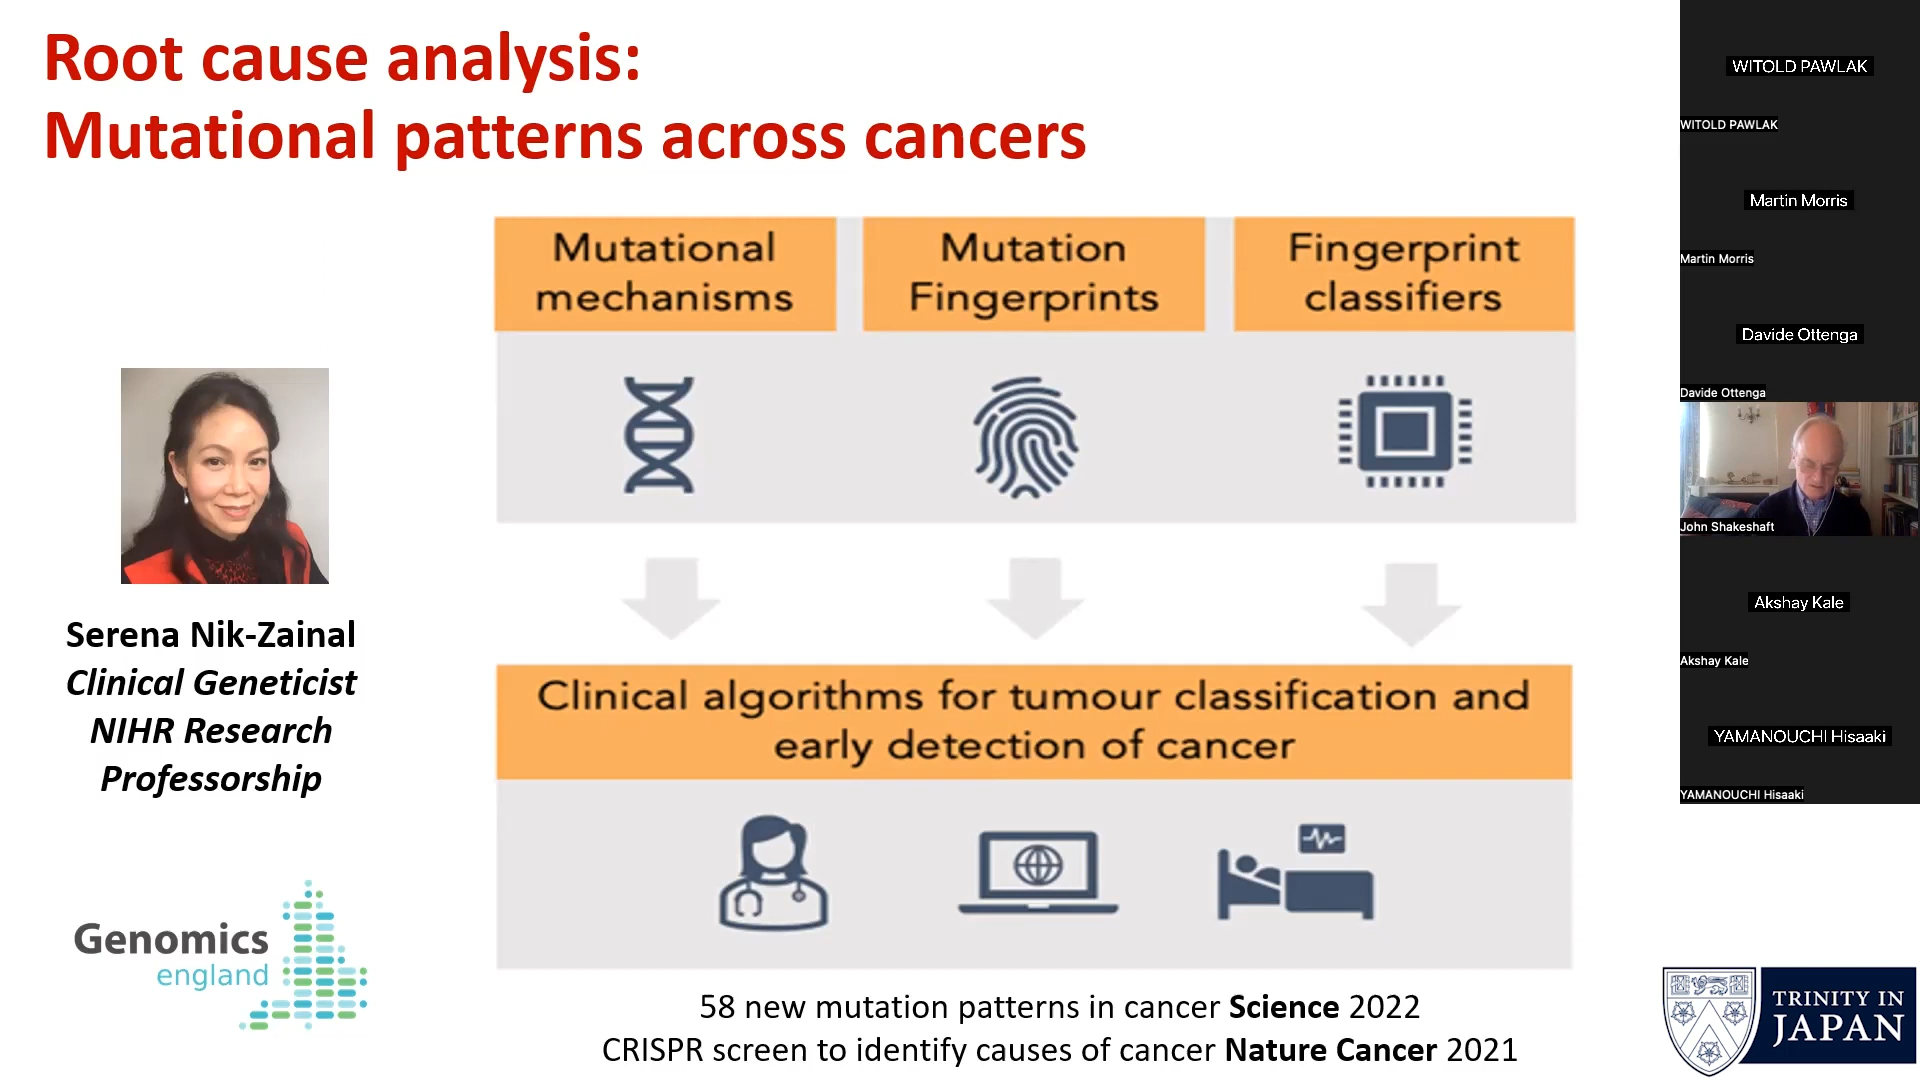 Root cause analysis:
Mutational patterns across cancers
Mutational
mechanisms
Mutation
Fingerprints
Fingerprint
classifiers
Clinical algorithms for tumour classification and
early detection of cancer
Serena Nik-Zainal
Clinical Geneticist
NIHR Research
Professorship
Genomics
england
58 new mutation patterns in cancer Science 2022
CRISPR screen to identify causes of cancer Nature Cancer 2021
WITOLD PAWLAK
WITOLD PAWLAK
Martin Morris
Martin Morris
Davide Ottenga
Davide Ottenga
John Shakeshaft
Akshay Kale
Akshay Kale
YAMANOUCHI Hisaaki
YAMANOUCHI Hisaaki
TRINITY IN
JAPAN